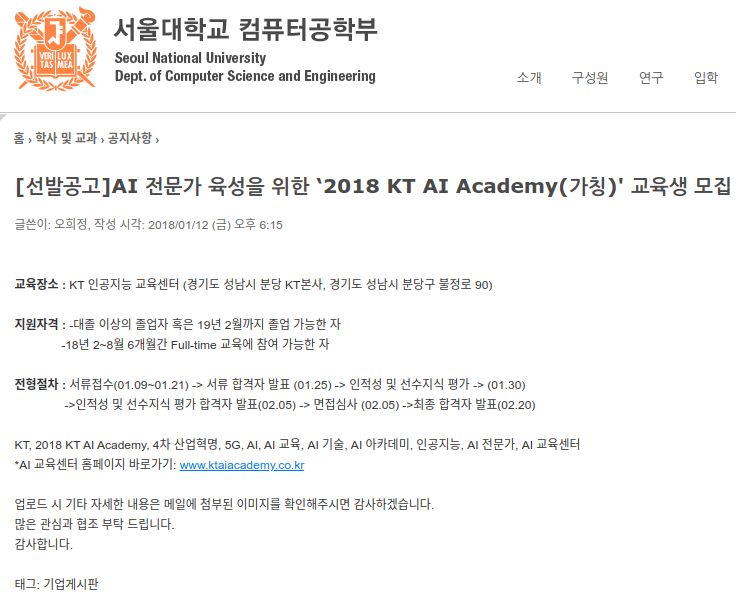 서울대학교 컴퓨터공학부
Seoul National University
Dept. of Computer Science and Engineering
VERI LUX
TAS MEA
소개 구성원 연구 입학
홈 › 학사 및 교과 › 공지사항 ›
[선발공고]AI 전문가 육성을 위한 '2018 KT AI Academy(가칭)' 교육생 모집
글쓴이: 오희정, 작성 시각: 2018/01/12 (금) 오후 6:15
교육장소 : KT 인공지능 교육센터 (경기도 성남시 분당 KT본사, 경기도 성남시 분당구 불정로 90)
지원자격 : -대졸 이상의 졸업자 혹은 19년 2월까지 졸업 가능한 자
-18년 2~8월 6개월간 Full-time 교육에 참여 가능한 자
전형절차 : 서류접수(01.09~01.21) -> 서류 합격자 발표 (01.25) -> 인적성 및 선수지식 평가 -> (01.30)
->인적성 및 선수지식 평가 합격자 발표(02.05) -> 면접심사 (02.05) ->최종 합격자 발표(02.20)
KT, 2018 KT AI Academy, 4차 산업혁명, 5G, AI, AI 교육, AI 기술, AI 아카데미, 인공지능, AI 전문가, AI 교육센터
*AI 교육센터 홈페이지 바로가기: www.ktaiacademy.co.kr
업로드 시 기타 자세한 내용은 메일에 첨부된 이미지를 확인해주시면 감사하겠습니다.
많은 관심과 협조 부탁 드립니다.
감사합니다.
태그: 기업게시판